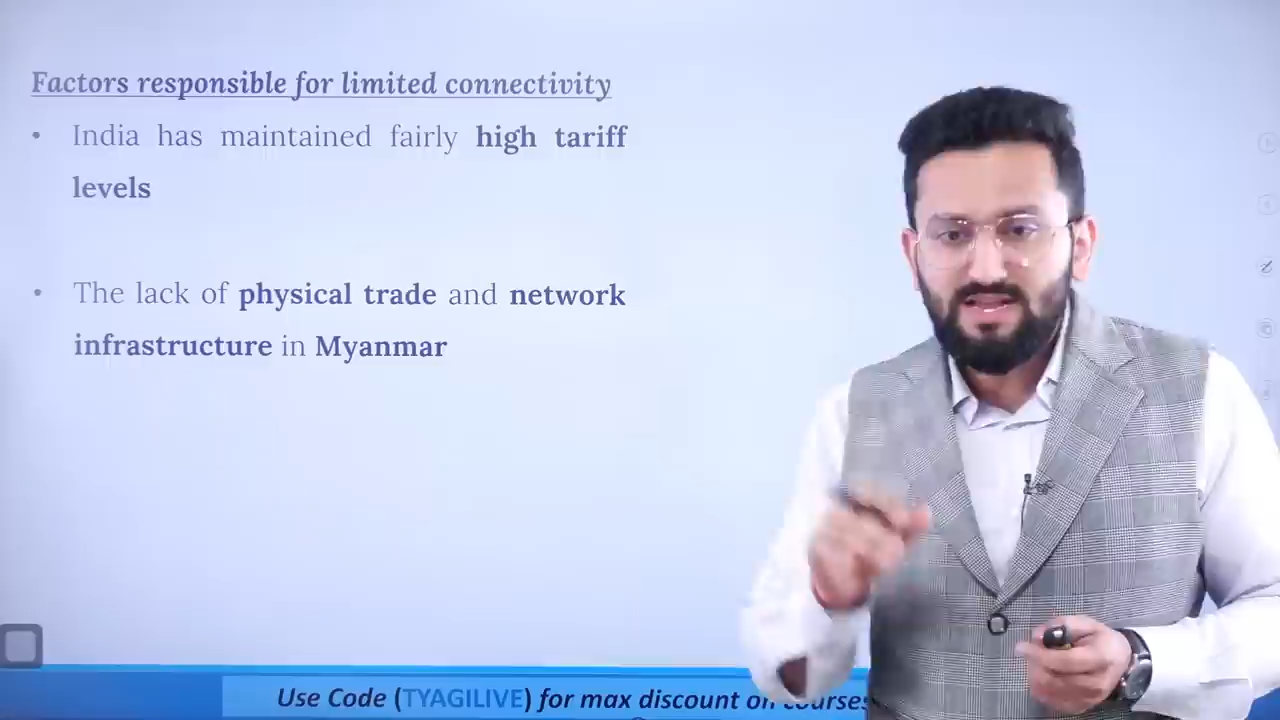 Factors responsible for limited connectivity
• India has maintained fairly high tariff
levels
• The lack of physical trade and network
infrastructure in Myanmar
Use Code (TYAGILIVE) for max discount on courses